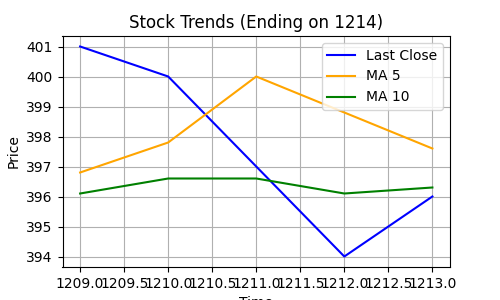 Stock Trends (Ending on 1214)
Last Close
MA 5
MA 10
Price
401
400
399
398
397
396
395
394
1209.0 1209.5 1210.0 1210.5 1211.0 1211.5 1212.0 1212.5 1213.0
Time